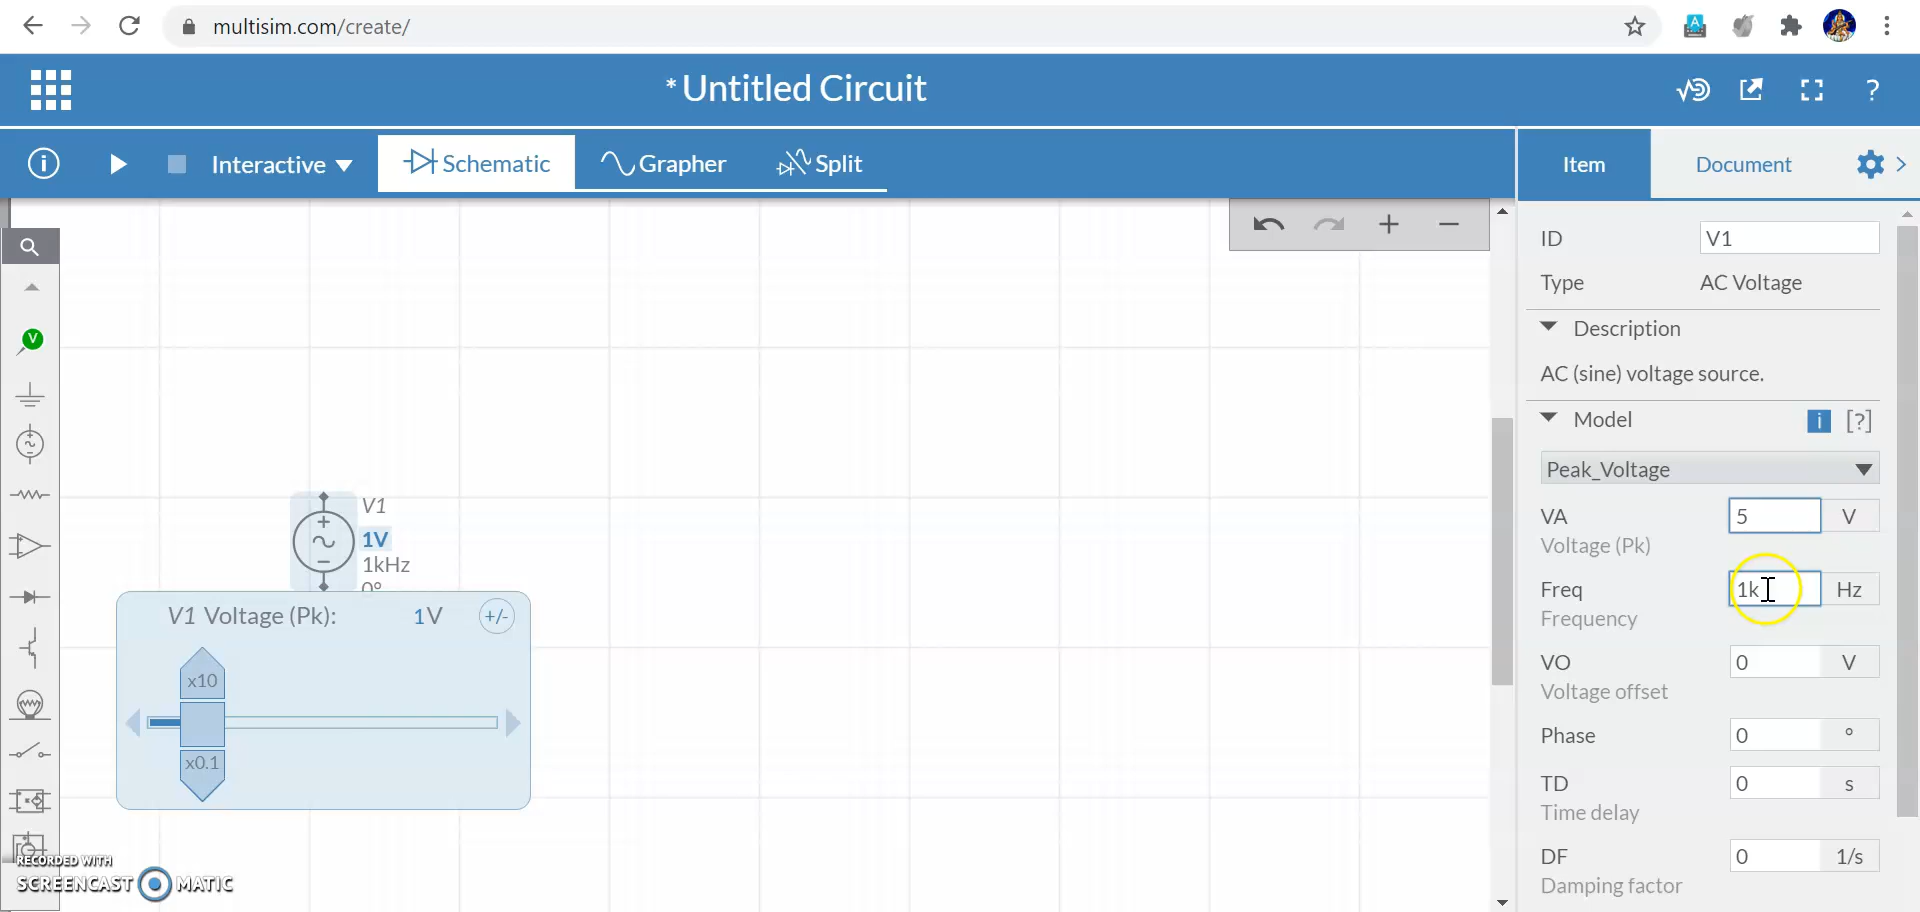 multisim.com/create/
A
* Untitled Circuit
?
i
Interactive
Schematic
Grapher
Split
Item
Document
ID
V1
Type
AC Voltage
Description
AC (sine) voltage source.
Model
i
[?]
Peak_Voltage
VA
5
V
Voltage (Pk)
Freq
1k
Hz
Frequency
VO
0
V
Voltage offset
Phase
0
°
TD
0
s
Time delay
DF
0
1/s
Damping factor
V
V1
1V
1kHz
0°
V1 Voltage (Pk):
1V
+/-
x10
x0.1
RECORDED WITH
SCREENCAST MATIC